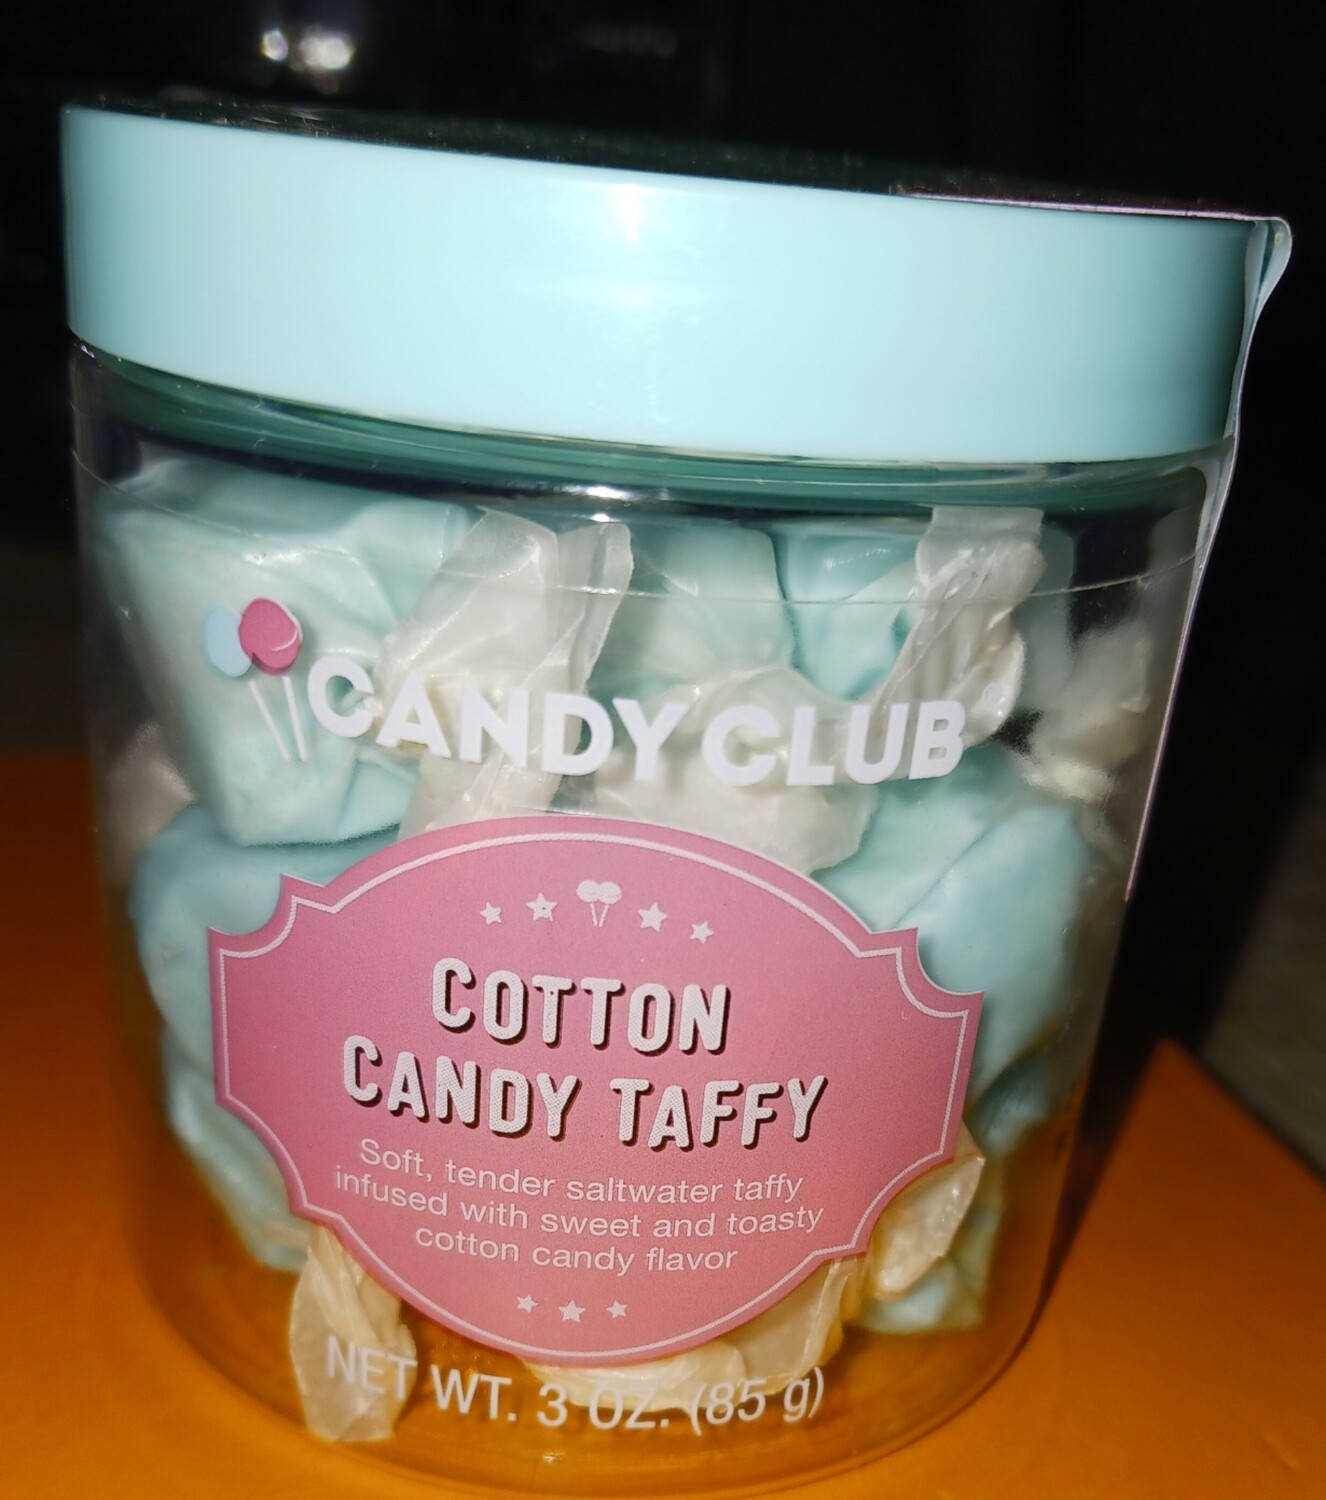 CANDY CLUB
COTTON
CANDY TAFFY
Soft, tender saltwater taffy
infused with sweet and toasty
cotton candy flavor
NET WT. 3 OZ. (85 g)